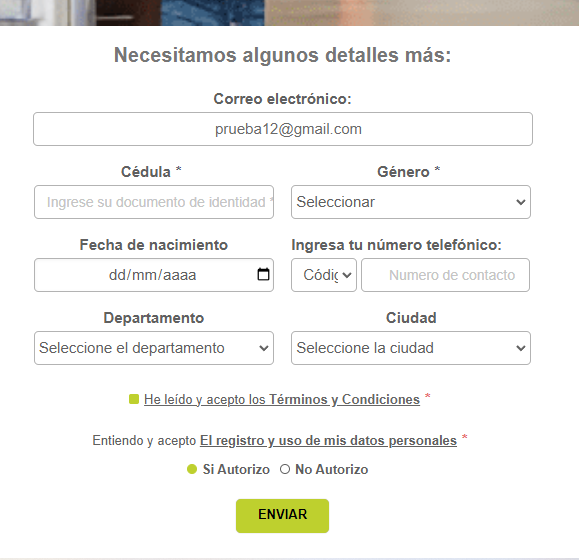 Necesitamos algunos detalles más:
Correo electrónico:
prueba12@gmail.com
Cédula * Género *
Ingrese su documento de identidad * Seleccionar
Fecha de nacimiento Ingresa tu número telefónico:
dd/mm/aaaa Códig Numero de contacto
Departamento Ciudad
Seleccione el departamento Seleccione la ciudad
He leído y acepto los Términos y Condiciones *
Entiendo y acepto El registro y uso de mis datos personales *
Si Autorizo No Autorizo
ENVIAR